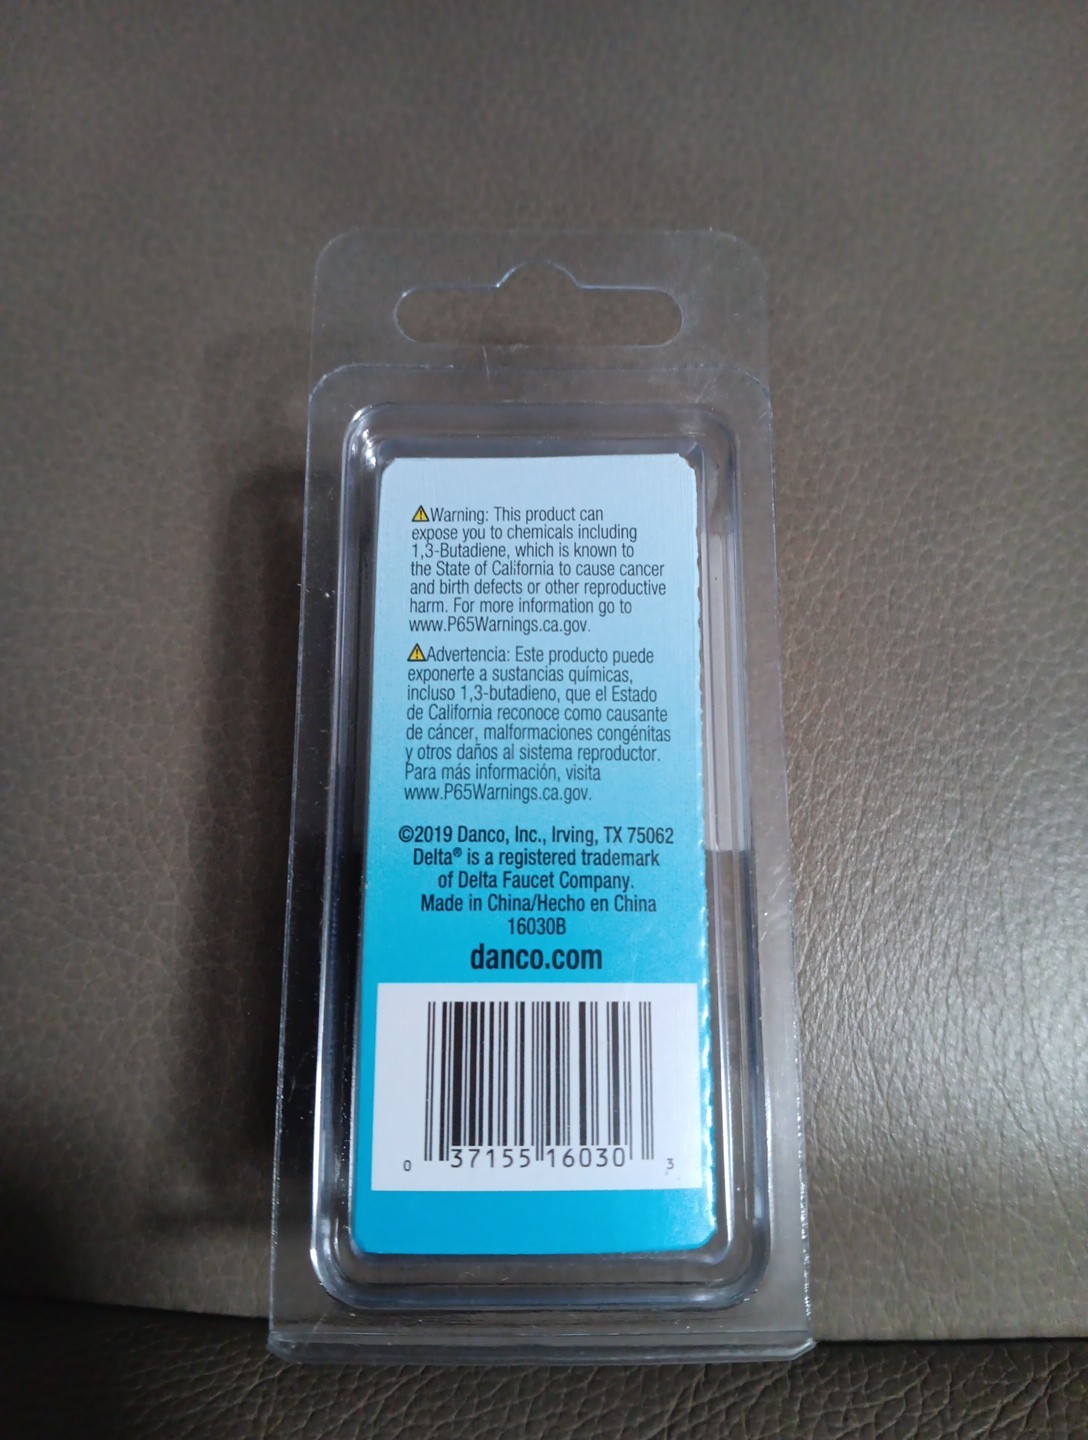 ⚠Warning: This product can
expose you to chemicals including
1,3-Butadiene, which is known to
the State of California to cause cancer
and birth defects or other reproductive
harm. For more information go to
www.P65Warnings.ca.gov.
⚠Advertencia: Este producto puede
exponerte a sustancias químicas,
incluso 1,3-butadieno, que el Estado
de California reconoce como causante
de cáncer, malformaciones congénitas
y otros daños al sistema reproductor.
Para más información, visita
www.P65Warnings.ca.gov.
©2019 Danco, Inc., Irving, TX 75062
Delta® is a registered trademark
of Delta Faucet Company.
Made in China/Hecho en China
16030B
danco.com
0 37155 16030 3